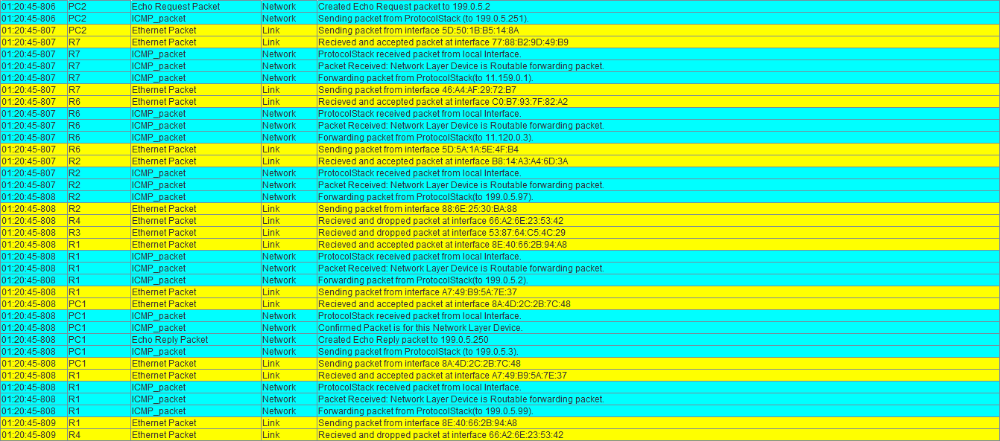 01:20:45-806 PC2 Echo Request Packet Network Created Echo Request packet to 199.0.5.2
01:20:45-806 PC2 ICMP_packet Network Sending packet from ProtocolStack (to 199.0.5.251).
01:20:45-807 PC2 Ethernet Packet Link Sending packet from interface 5D:50:1B:B5:14:8A
01:20:45-807 R7 Ethernet Packet Link Recieved and accepted packet at interface 77:88:B2:9D:49:B9
01:20:45-807 R7 ICMP_packet Network ProtocolStack received packet from local Interface.
01:20:45-807 R7 ICMP_packet Network Packet Received: Network Layer Device is Routable forwarding packet.
01:20:45-807 R7 ICMP_packet Network Forwarding packet from ProtocolStack(to 11.159.0.1).
01:20:45-807 R7 Ethernet Packet Link Sending packet from interface 46:A4:AF:29:72:B7
01:20:45-807 R6 Ethernet Packet Link Recieved and accepted packet at interface C0:B7:93:7F:82:A2
01:20:45-807 R6 ICMP_packet Network ProtocolStack received packet from local Interface.
01:20:45-807 R6 ICMP_packet Network Packet Received: Network Layer Device is Routable forwarding packet.
01:20:45-807 R6 ICMP_packet Network Forwarding packet from ProtocolStack(to 11.120.0.3).
01:20:45-807 R6 Ethernet Packet Link Sending packet from interface 5D:5A:1A:5E:4F:B4
01:20:45-807 R2 Ethernet Packet Link Recieved and accepted packet at interface B8:14:A3:A4:6D:3A
01:20:45-807 R2 ICMP_packet Network ProtocolStack received packet from local Interface.
01:20:45-807 R2 ICMP_packet Network Packet Received: Network Layer Device is Routable forwarding packet.
01:20:45-808 R2 ICMP_packet Network Forwarding packet from ProtocolStack(to 199.0.5.97).
01:20:45-808 R2 Ethernet Packet Link Sending packet from interface 88:6E:25:30:BA:88
01:20:45-808 R4 Ethernet Packet Link Recieved and dropped packet at interface 66:A2:6E:23:53:42
01:20:45-808 R3 Ethernet Packet Link Recieved and dropped packet at interface 53:87:64:C5:4C:29
01:20:45-808 R1 Ethernet Packet Link Recieved and accepted packet at interface 8E:40:66:2B:94:A8
01:20:45-808 R1 ICMP_packet Network ProtocolStack received packet from local Interface.
01:20:45-808 R1 ICMP_packet Network Packet Received: Network Layer Device is Routable forwarding packet.
01:20:45-808 R1 ICMP_packet Network Forwarding packet from ProtocolStack(to 199.0.5.2).
01:20:45-808 R1 Ethernet Packet Link Sending packet from interface A7:49:B9:5A:7E:37
01:20:45-808 PC1 Ethernet Packet Link Recieved and accepted packet at interface 8A:4D:2C:2B:7C:48
01:20:45-808 PC1 ICMP_packet Network ProtocolStack received packet from local Interface.
01:20:45-808 PC1 ICMP_packet Network Confirmed Packet is for this Network Layer Device.
01:20:45-808 PC1 Echo Reply Packet Network Created Echo Reply packet to 199.0.5.250
01:20:45-808 PC1 ICMP_packet Network Sending packet from ProtocolStack (to 199.0.5.3).
01:20:45-808 PC1 Ethernet Packet Link Sending packet from interface 8A:4D:2C:2B:7C:48
01:20:45-808 R1 Ethernet Packet Link Recieved and accepted packet at interface A7:49:B9:5A:7E:37
01:20:45-808 R1 ICMP_packet Network ProtocolStack received packet from local Interface.
01:20:45-808 R1 ICMP_packet Network Packet Received: Network Layer Device is Routable forwarding packet.
01:20:45-808 R1 ICMP_packet Network Forwarding packet from ProtocolStack(to 199.0.5.99).
01:20:45-809 R1 Ethernet Packet Link Sending packet from interface 8E:40:66:2B:94:A8
01:20:45-809 R4 Ethernet Packet Link Recieved and dropped packet at interface 66:A2:6E:23:53:42